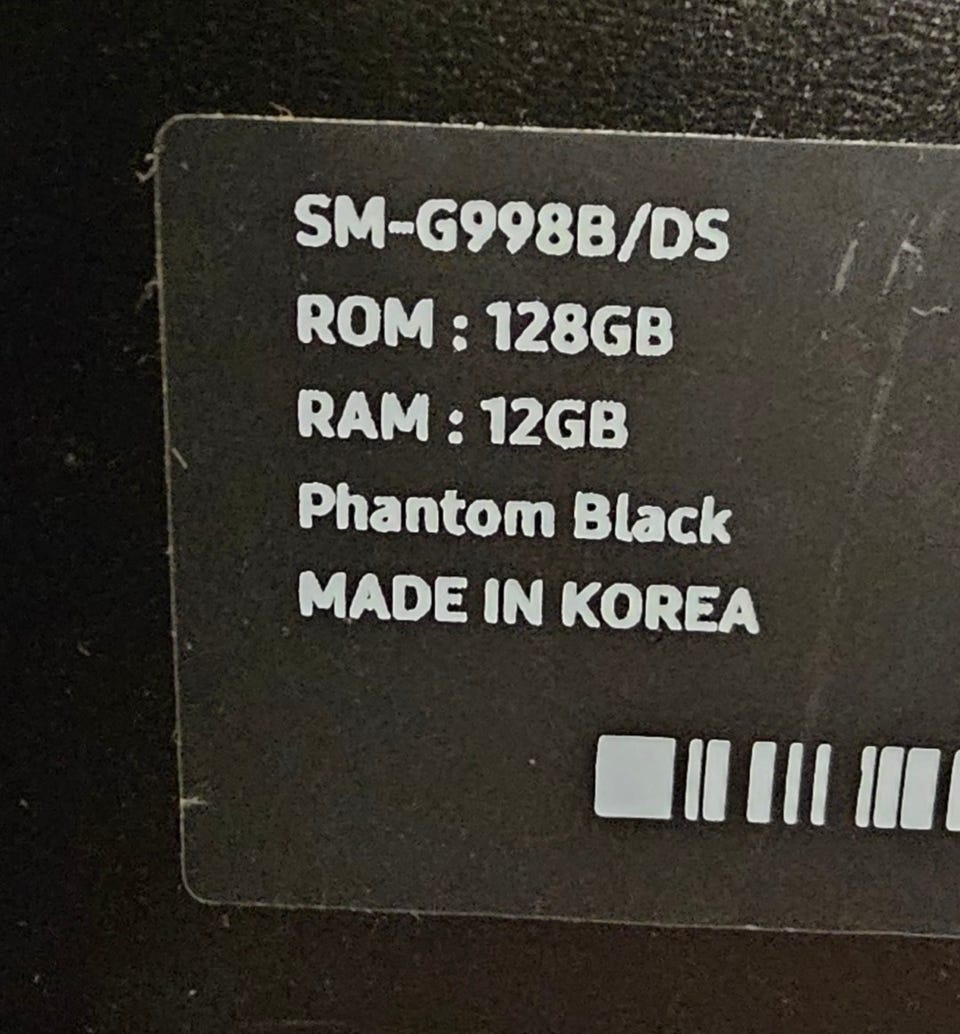 SM-G998B/DS
ROM : 128GB
RAM : 12GB
Phantom Black
MADE IN KOREA